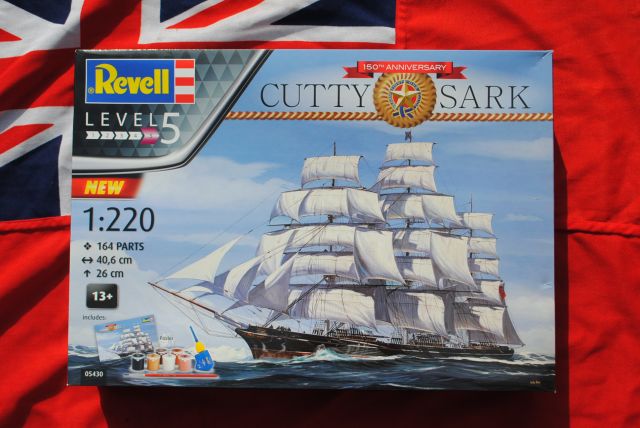 Revell
LEVEL 5
NEW
1:220
164 PARTS
40,6 cm
26 cm
13+
includes:
Poster
05430
150TH ANNIVERSARY
CUTTY SARK